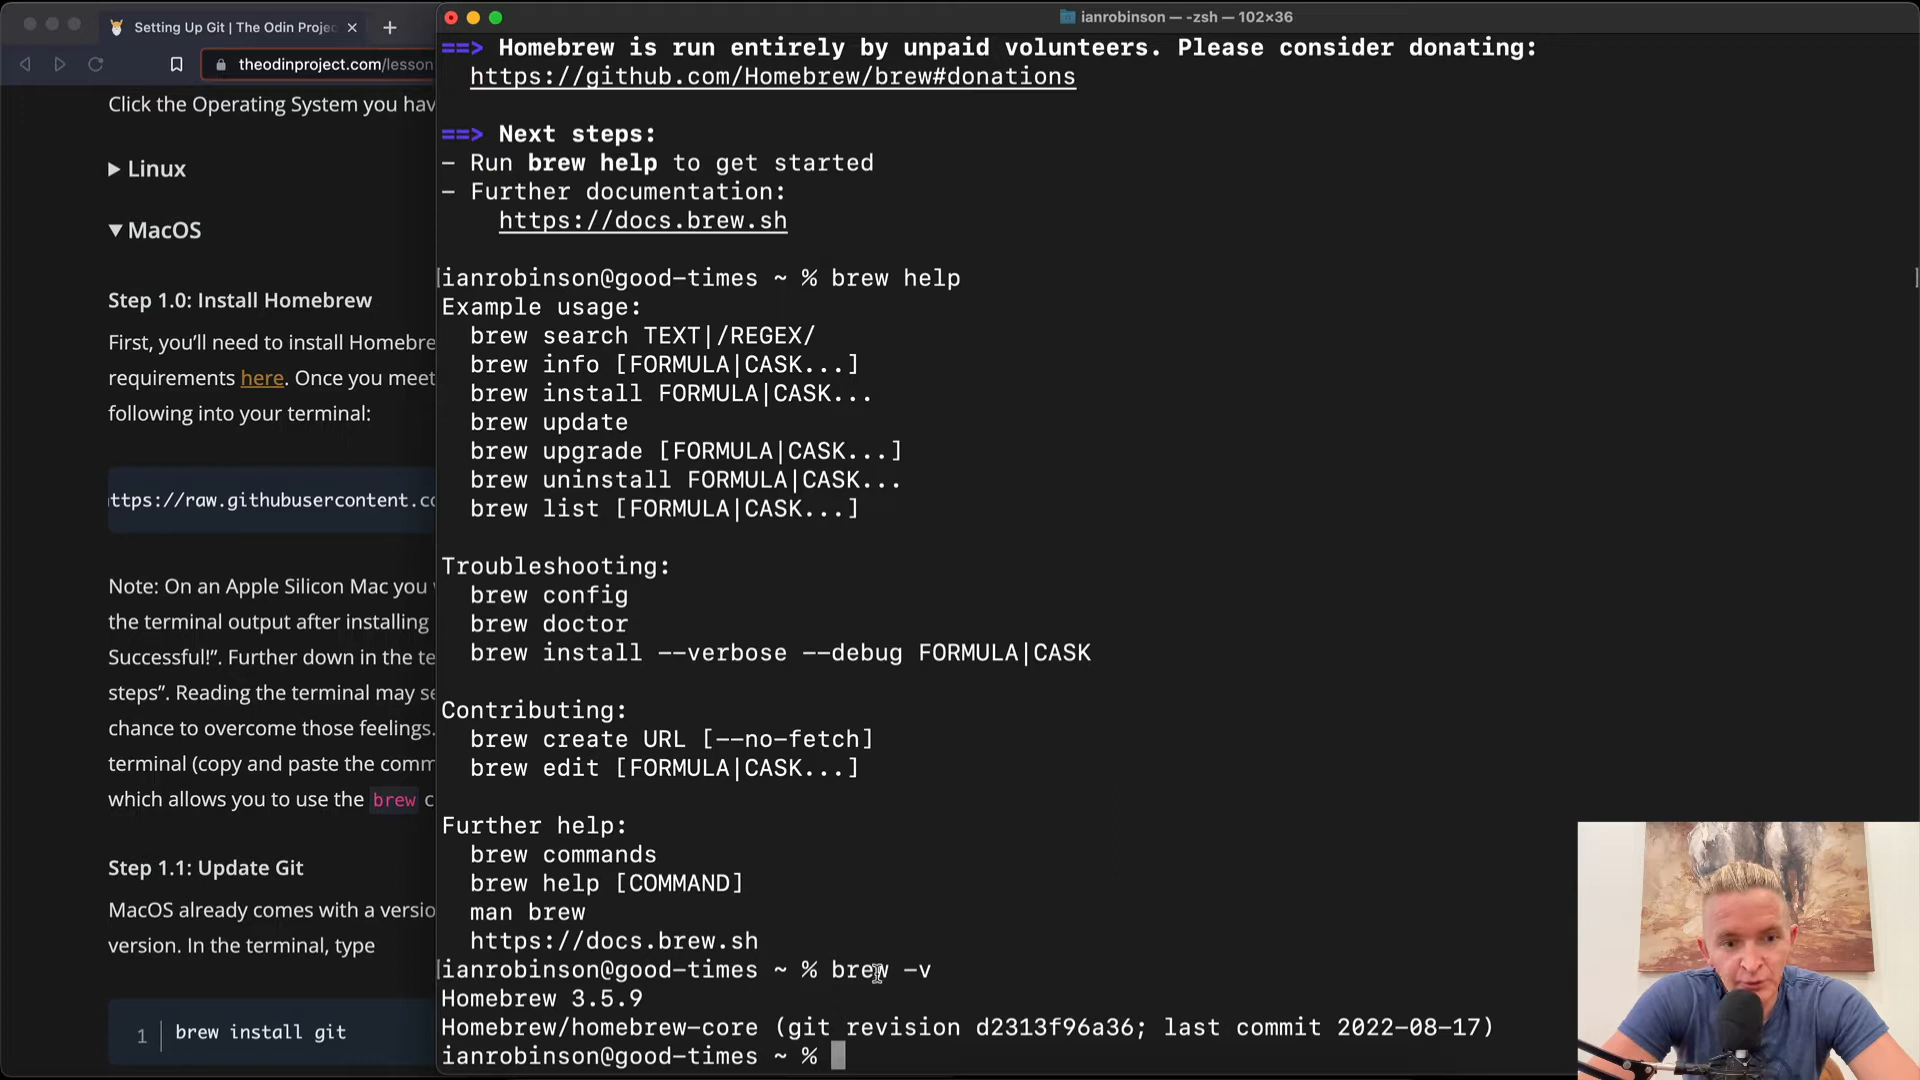 Setting Up Git | The Odin Proje
theodinproject.com/lesson
Click the Operating System you hav
Linux
MacOS
Step 1.0: Install Homebrew
First, you’ll need to install Homebre
requirements here. Once you meet
following into your terminal:
ttps://raw.githubusercontent.co
Note: On an Apple Silicon Mac you
the terminal output after installing
Successful!”. Further down in the te
steps”. Reading the terminal may se
chance to overcome those feelings.
terminal (copy and paste the comm
which allows you to use the brew c
Step 1.1: Update Git
MacOS already comes with a versio
version. In the terminal, type
1 brew install git
ianrobinson — -zsh — 102×36
==> Homebrew is run entirely by unpaid volunteers. Please consider donating:
https://github.com/Homebrew/brew#donations
==> Next steps:
- Run brew help to get started
- Further documentation:
https://docs.brew.sh
ianrobinson@good-times ~ % brew help
Example usage:
brew search TEXT|/REGEX/
brew info [FORMULA|CASK...]
brew install FORMULA|CASK...
brew update
brew upgrade [FORMULA|CASK...]
brew uninstall FORMULA|CASK...
brew list [FORMULA|CASK...]
Troubleshooting:
brew config
brew doctor
brew install --verbose --debug FORMULA|CASK
Contributing:
brew create URL [--no-fetch]
brew edit [FORMULA|CASK...]
Further help:
brew commands
brew help [COMMAND]
man brew
https://docs.brew.sh
ianrobinson@good-times ~ % brew -v
Homebrew 3.5.9
Homebrew/homebrew-core (git revision d2313f96a36; last commit 2022-08-17)
ianrobinson@good-times ~ %